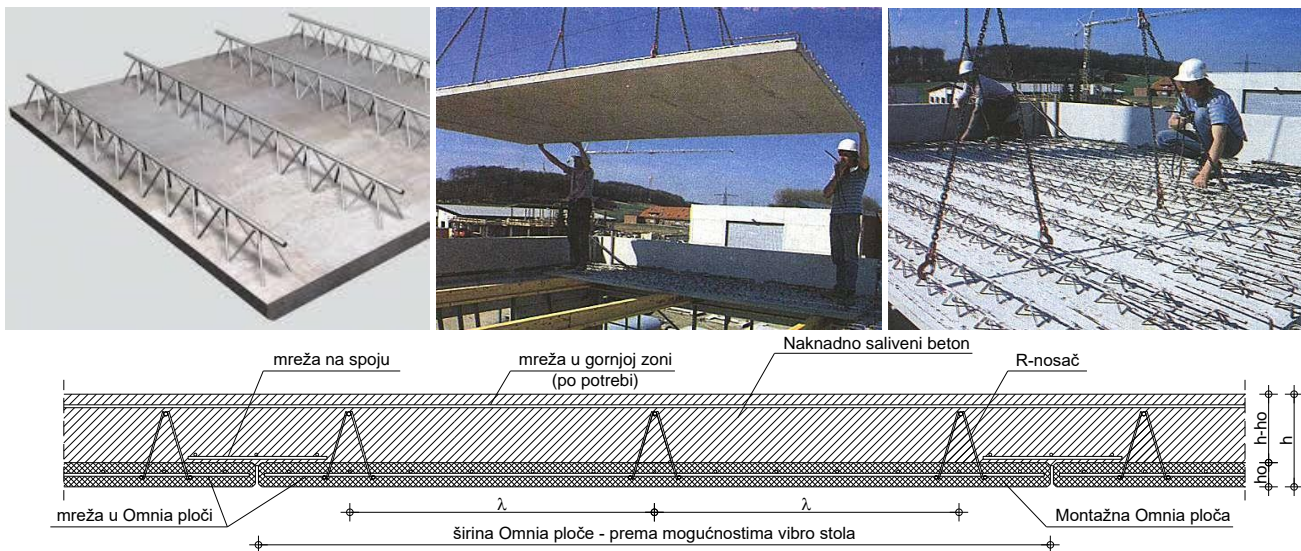 mreža na spoju
mreža u gornjoj zoni
(po potrebi)
Naknadno saliveni beton
R-nosač
h-ho
h
ho
λ
λ
mreža u Omnia ploči
Montažna Omnia ploča
širina Omnia ploče - prema mogućnostima vibro stola